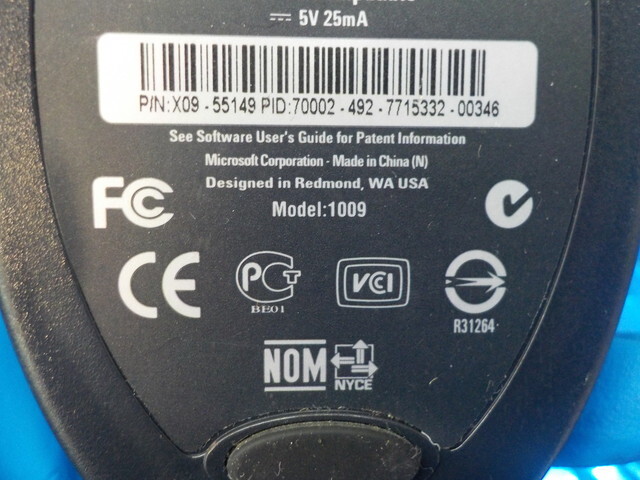 ⎓ 5V 25mA
P/N:X09 - 55149 PID:70002 - 492 - 7715332 - 00346
See Software User's Guide for Patent Information
Microsoft Corporation - Made in China (N)
Designed in Redmond, WA USA
Model:1009
FC
CE
PCT
BE01
VCI
R31264
NOM
NYCE